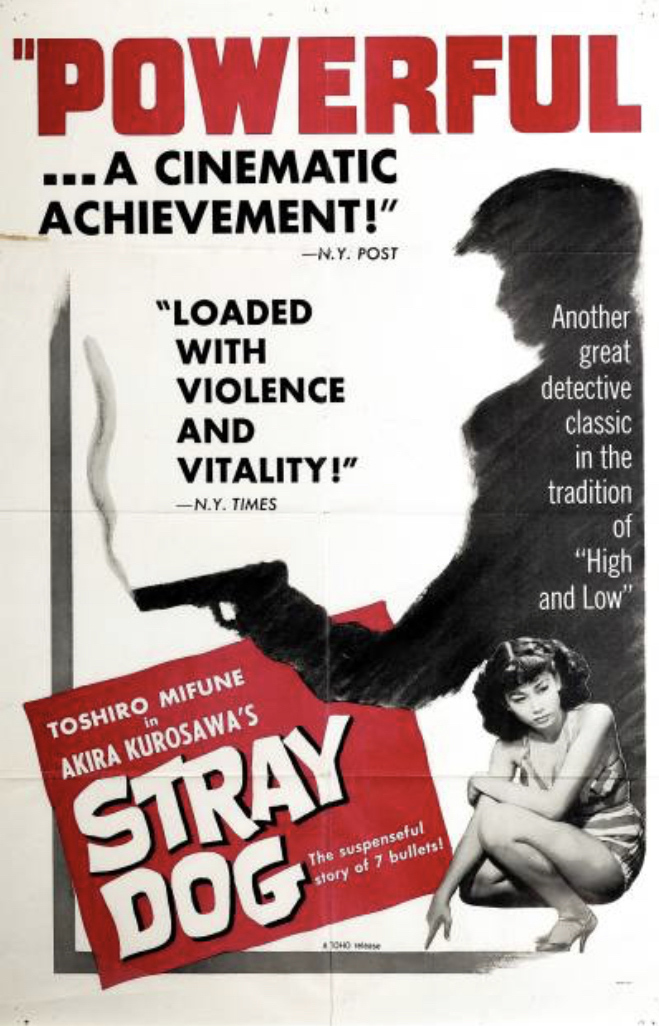 "POWERFUL
...A CINEMATIC
ACHIEVEMENT!"
—N.Y. POST
"LOADED
WITH
VIOLENCE
AND
VITALITY!"
—N.Y. TIMES
Another
great
detective
classic
in the
tradition
of
"High
and Low"
TOSHIRO MIFUNE
in
AKIRA KUROSAWA'S
STRAY
DOG
The suspenseful
story of 7 bullets!
A TOHO release